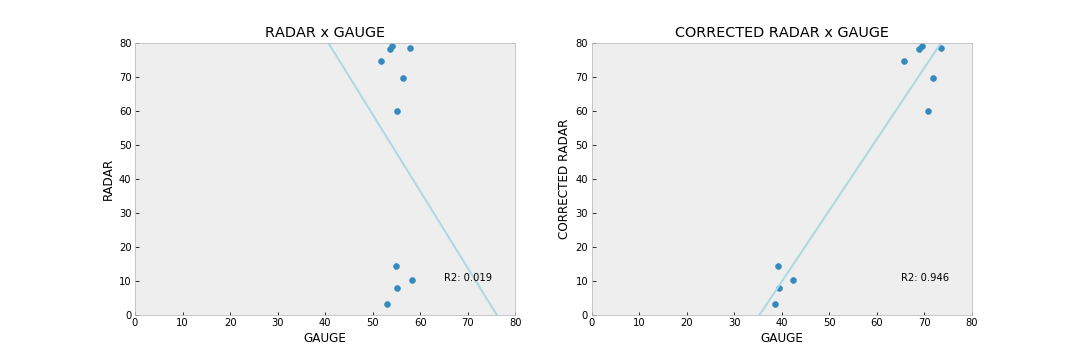 RADAR x GAUGE
RADAR
80
70
60
50
40
30
20
10
0
R2: 0.019
0 10 20 30 40 50 60 70 80
GAUGE
CORRECTED RADAR x GAUGE
CORRECTED RADAR
80
70
60
50
40
30
20
10
0
R2: 0.946
0 10 20 30 40 50 60 70 80
GAUGE